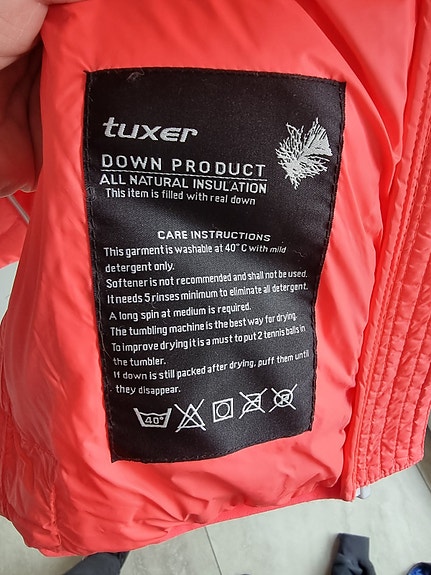 tuxer
DOWN PRODUCT
ALL NATURAL INSULATION
This item is filled with real down
CARE INSTRUCTIONS
This garment is washable at 40° C with mild
detergent only.
Softener is not recommended and shall not be used.
It needs 5 rinses minimum to eliminate all detergent.
A long spin at medium is required.
The tumbling machine is the best way for drying.
To improve drying it is a must to put 2 tennis balls in
the tumbler.
If down is still packed after drying, puff them until
they disappear.
40°